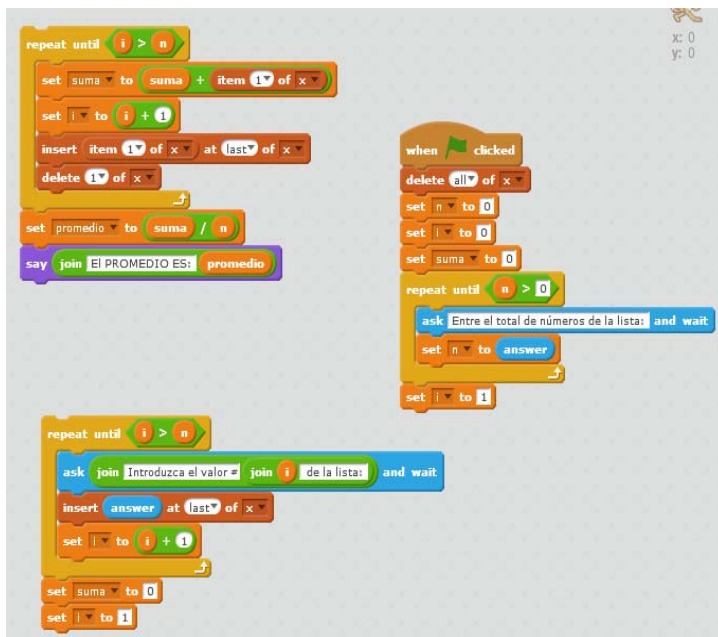 x: 0
y: 0
repeat until i > n
set suma to suma + item 1 of x
set i to i + 1
insert item 1 of x at last of x
delete 1 of x
set promedio to suma / n
say join El PROMEDIO ES: promedio
when clicked
delete all of x
set n to 0
set i to 0
set suma to 0
repeat until n > 0
ask Entre el total de números de la lista: and wait
set n to answer
set i to 1
repeat until i > n
ask join Introduzca el valor # join i de la lista: and wait
insert answer at last of x
set i to i + 1
set suma to 0
set i to 1